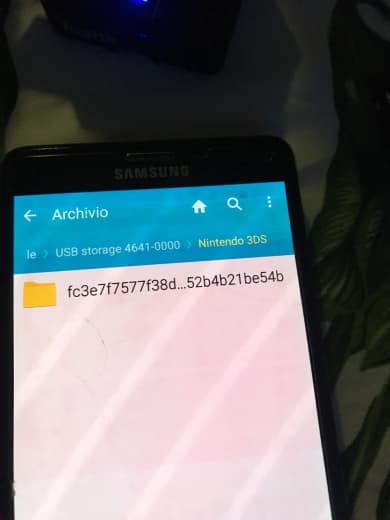 SAMSUNG
Archivio
le > USB storage 4641-0000 > Nintendo 3DS
fc3e7f7577f38d...52b4b21be54b